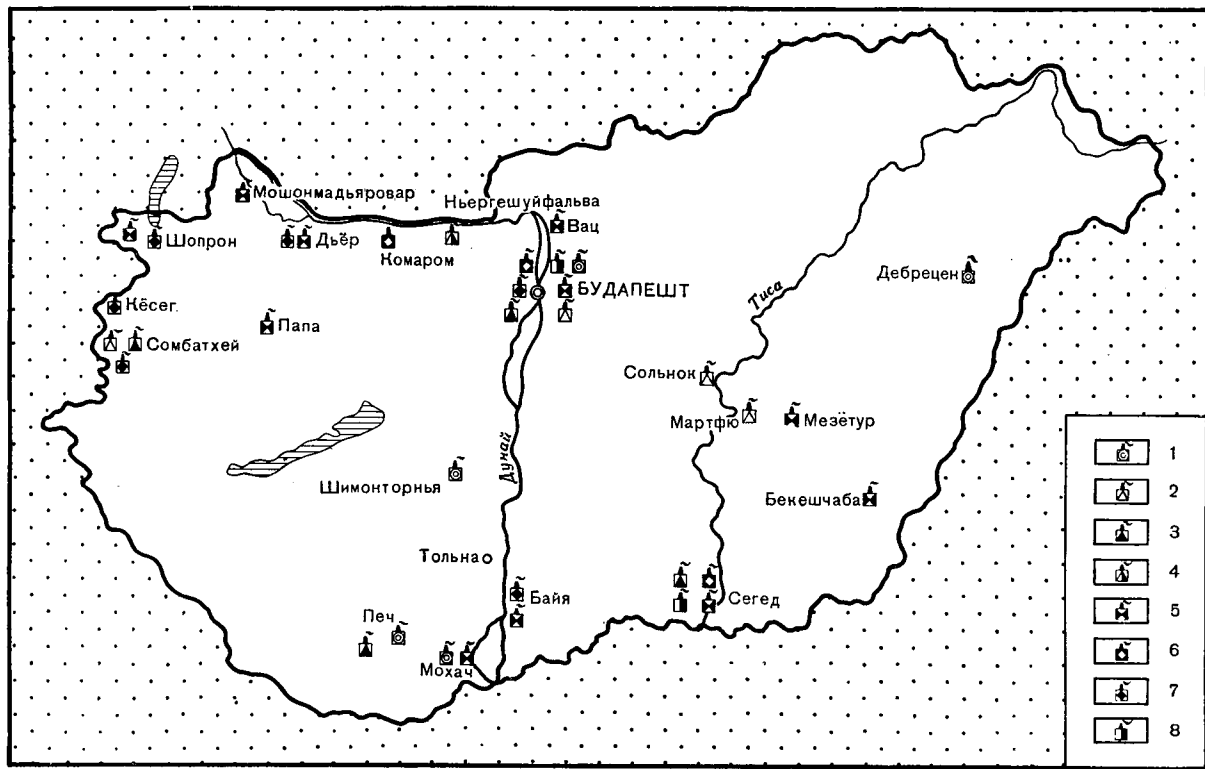 Мошонмадьяровар
Ньергешуйфальва
Вац
Шопрон
Дьёр
Комаром
Дебрецен
БУДАПЕШТ
Тиса
Кёсег
Папа
Сомбатхей
Сольнок
Мартфю
Мезётур
Дунай
Шимонторнья
Бекешчаба
Тольна
Байя
Сегед
Печ
Мохач
1
2
3
4
5
6
7
8